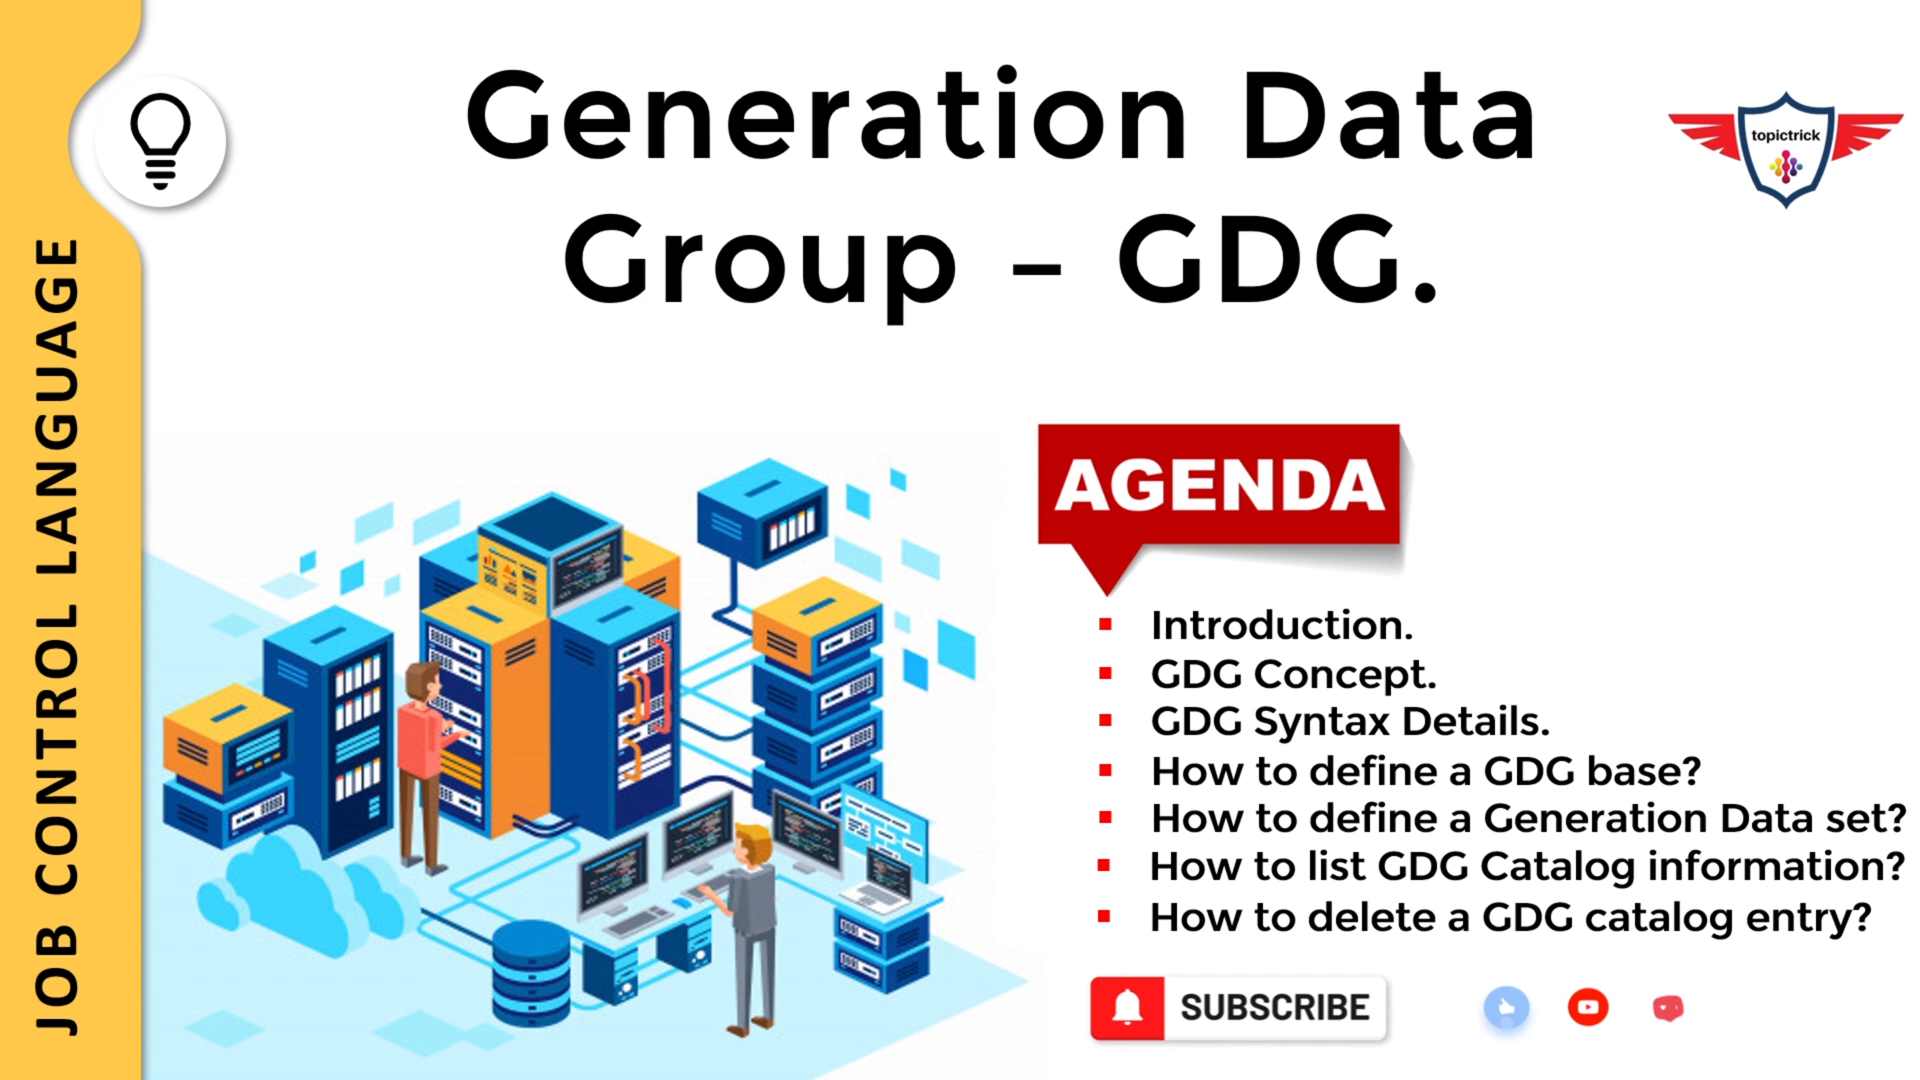 Generation Data
Group – GDG.
topictrick
JOB CONTROL LANGUAGE
AGENDA
Introduction.
GDG Concept.
GDG Syntax Details.
How to define a GDG base?
How to define a Generation Data set?
How to list GDG Catalog information?
How to delete a GDG catalog entry?
SUBSCRIBE